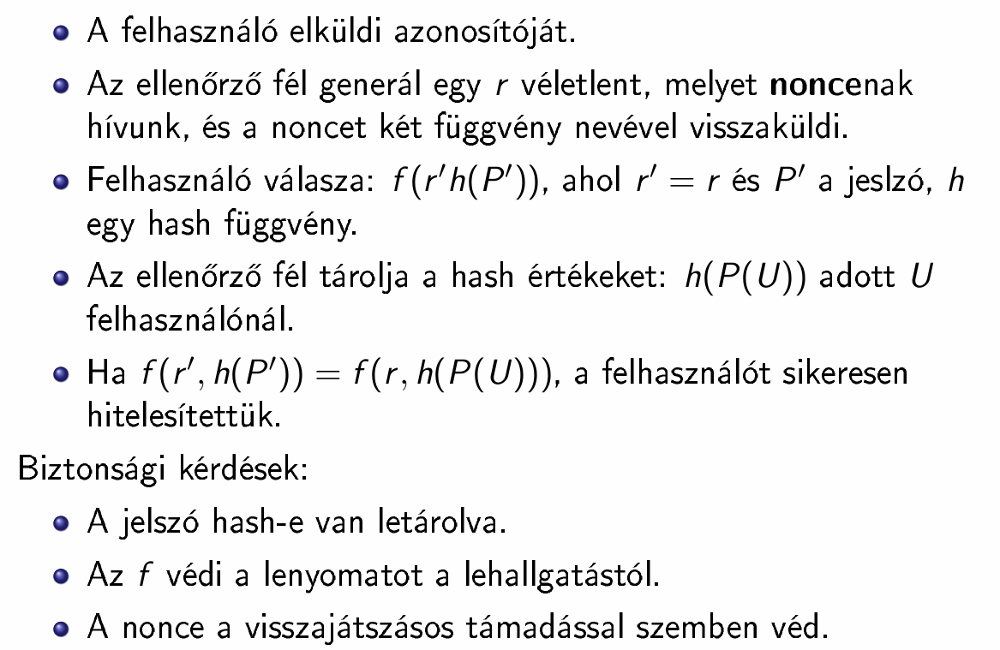 A felhasználó elküldi azonosítóját.
Az ellenőrző fél generál egy r véletlent, melyet noncenak
hívunk, és a noncet két függvény nevével visszaküldi.
Felhasználó válasza: f(r′h(P′)), ahol r′ = r és P′ a jeslzó, h
egy hash függvény.
Az ellenőrző fél tárolja a hash értékeket: h(P(U)) adott U
felhasználónál.
Ha f(r′, h(P′)) = f(r, h(P(U))), a felhasználót sikeresen
hitelesítettük.
Biztonsági kérdések:
A jelszó hash-e van letárolva.
Az f védi a lenyomatot a lehallgatástól.
A nonce a visszajátszásos támadással szemben véd.